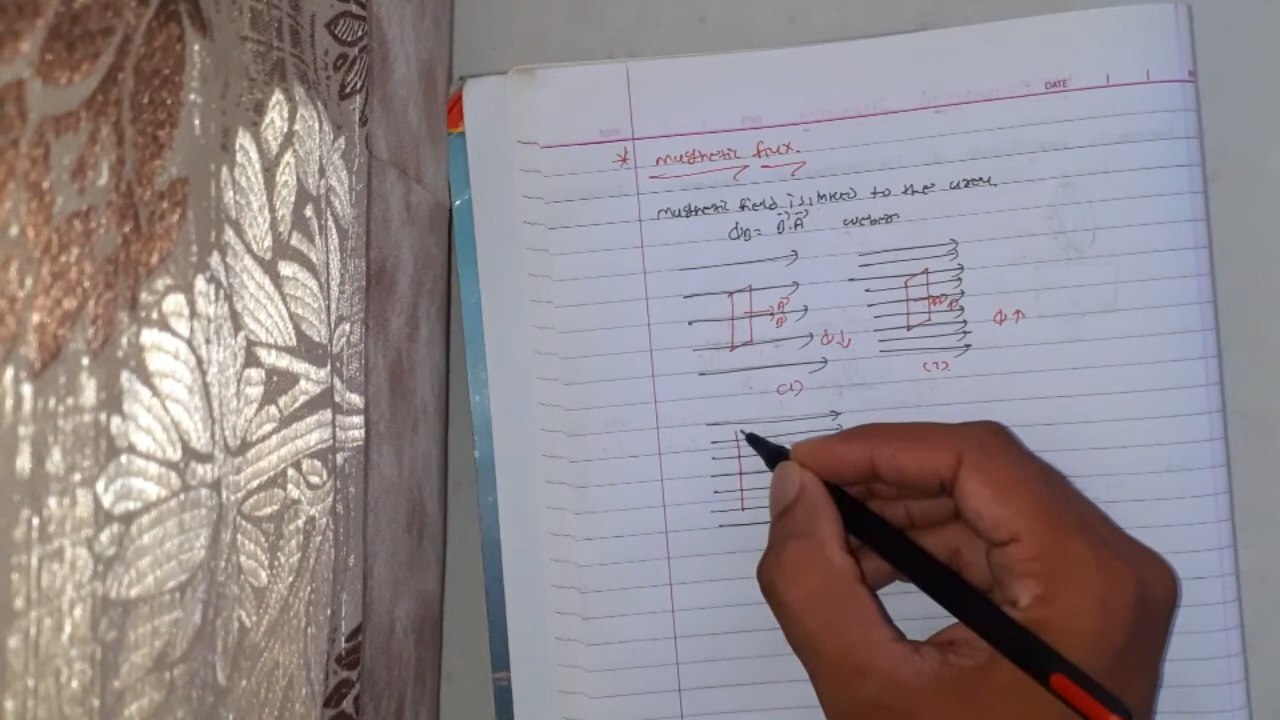 DATE
* magnetic flux.
magnetic field is linked to the area.
ΦB = B⃗.A⃗ weber
A⃗
B⃗
Φ↓
Φ↑
(1)
(2)